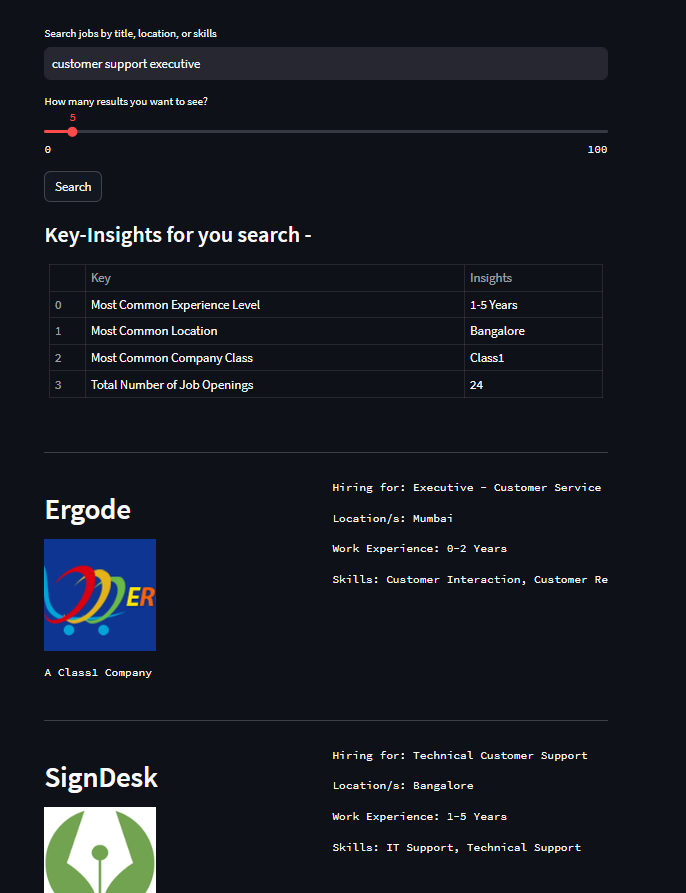 Search jobs by title, location, or skills
customer support executive
How many results you want to see?
5
0 100
Search
Key-Insights for you search -
Key Insights
0 Most Common Experience Level 1-5 Years
1 Most Common Location Bangalore
2 Most Common Company Class Class1
3 Total Number of Job Openings 24
Ergode
ER
A Class1 Company
Hiring for: Executive - Customer Service
Location/s: Mumbai
Work Experience: 0-2 Years
Skills: Customer Interaction, Customer Re
SignDesk
Hiring for: Technical Customer Support
Location/s: Bangalore
Work Experience: 1-5 Years
Skills: IT Support, Technical Support